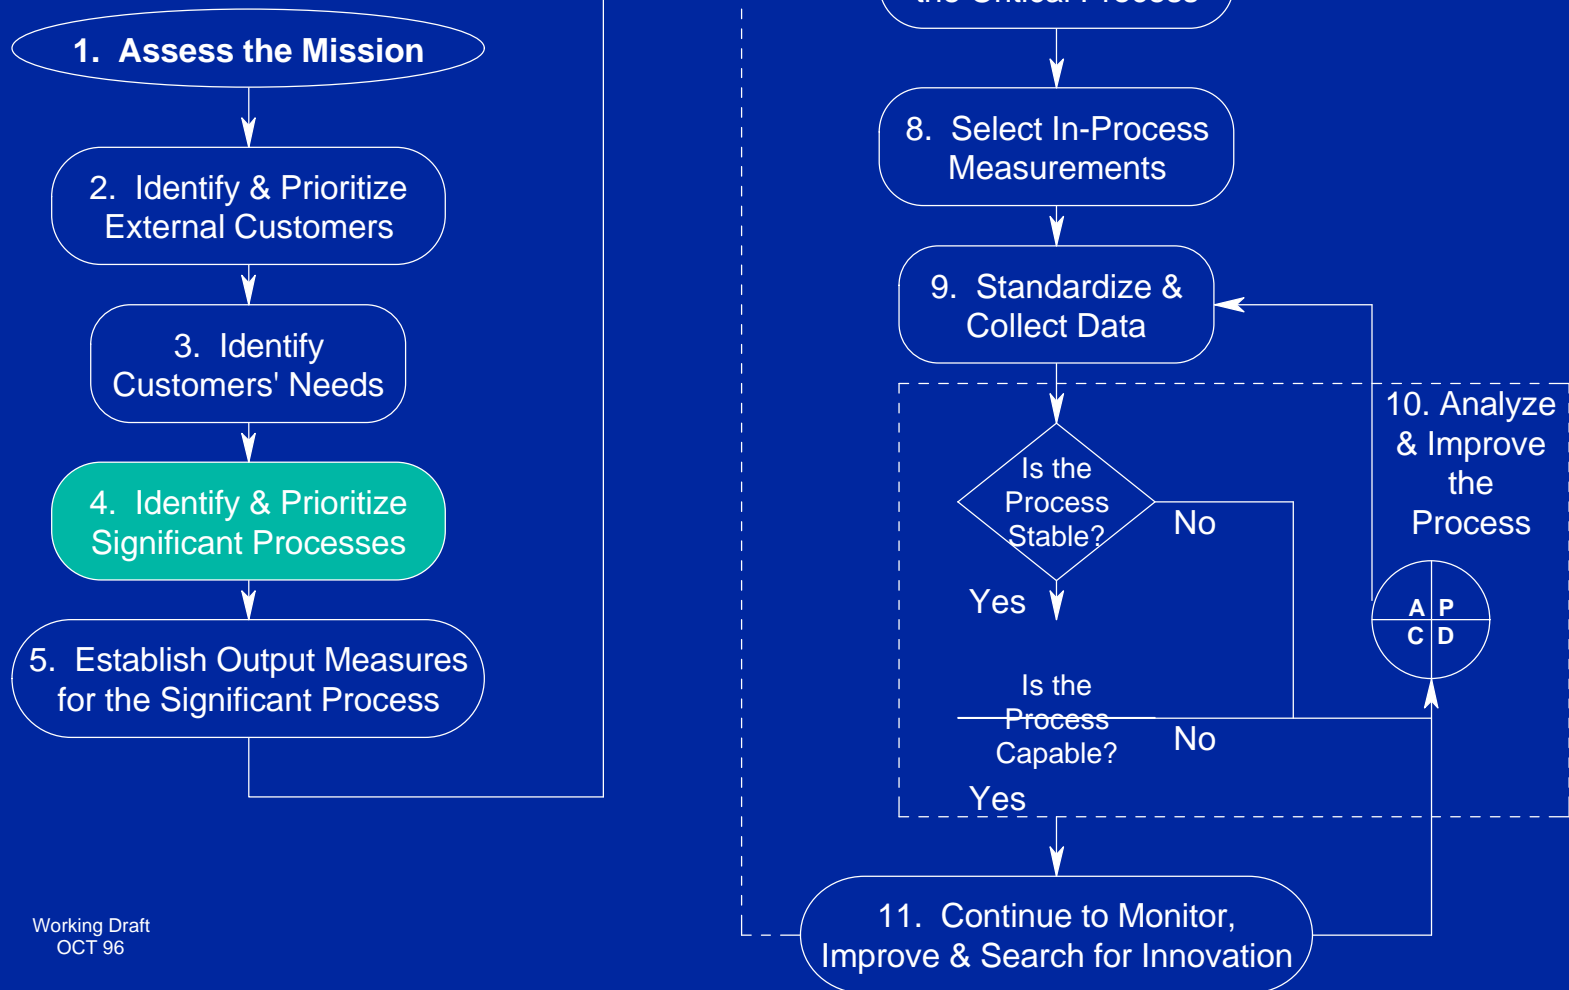 1.  Assess the Mission
2.  Identify & Prioritize
External Customers
3.  Identify
Customers' Needs
4.  Identify & Prioritize
Significant Processes
5.  Establish Output Measures
for the Significant Process
Working Draft
OCT 96
the Critical Process
8.  Select In-Process
Measurements
9.  Standardize &
Collect Data
10. Analyze
& Improve
the
Process
Is the
Process
Stable?
No
Yes
A P
C D
Is the
Process
Capable?
No
Yes
11.  Continue to Monitor,
Improve & Search for Innovation